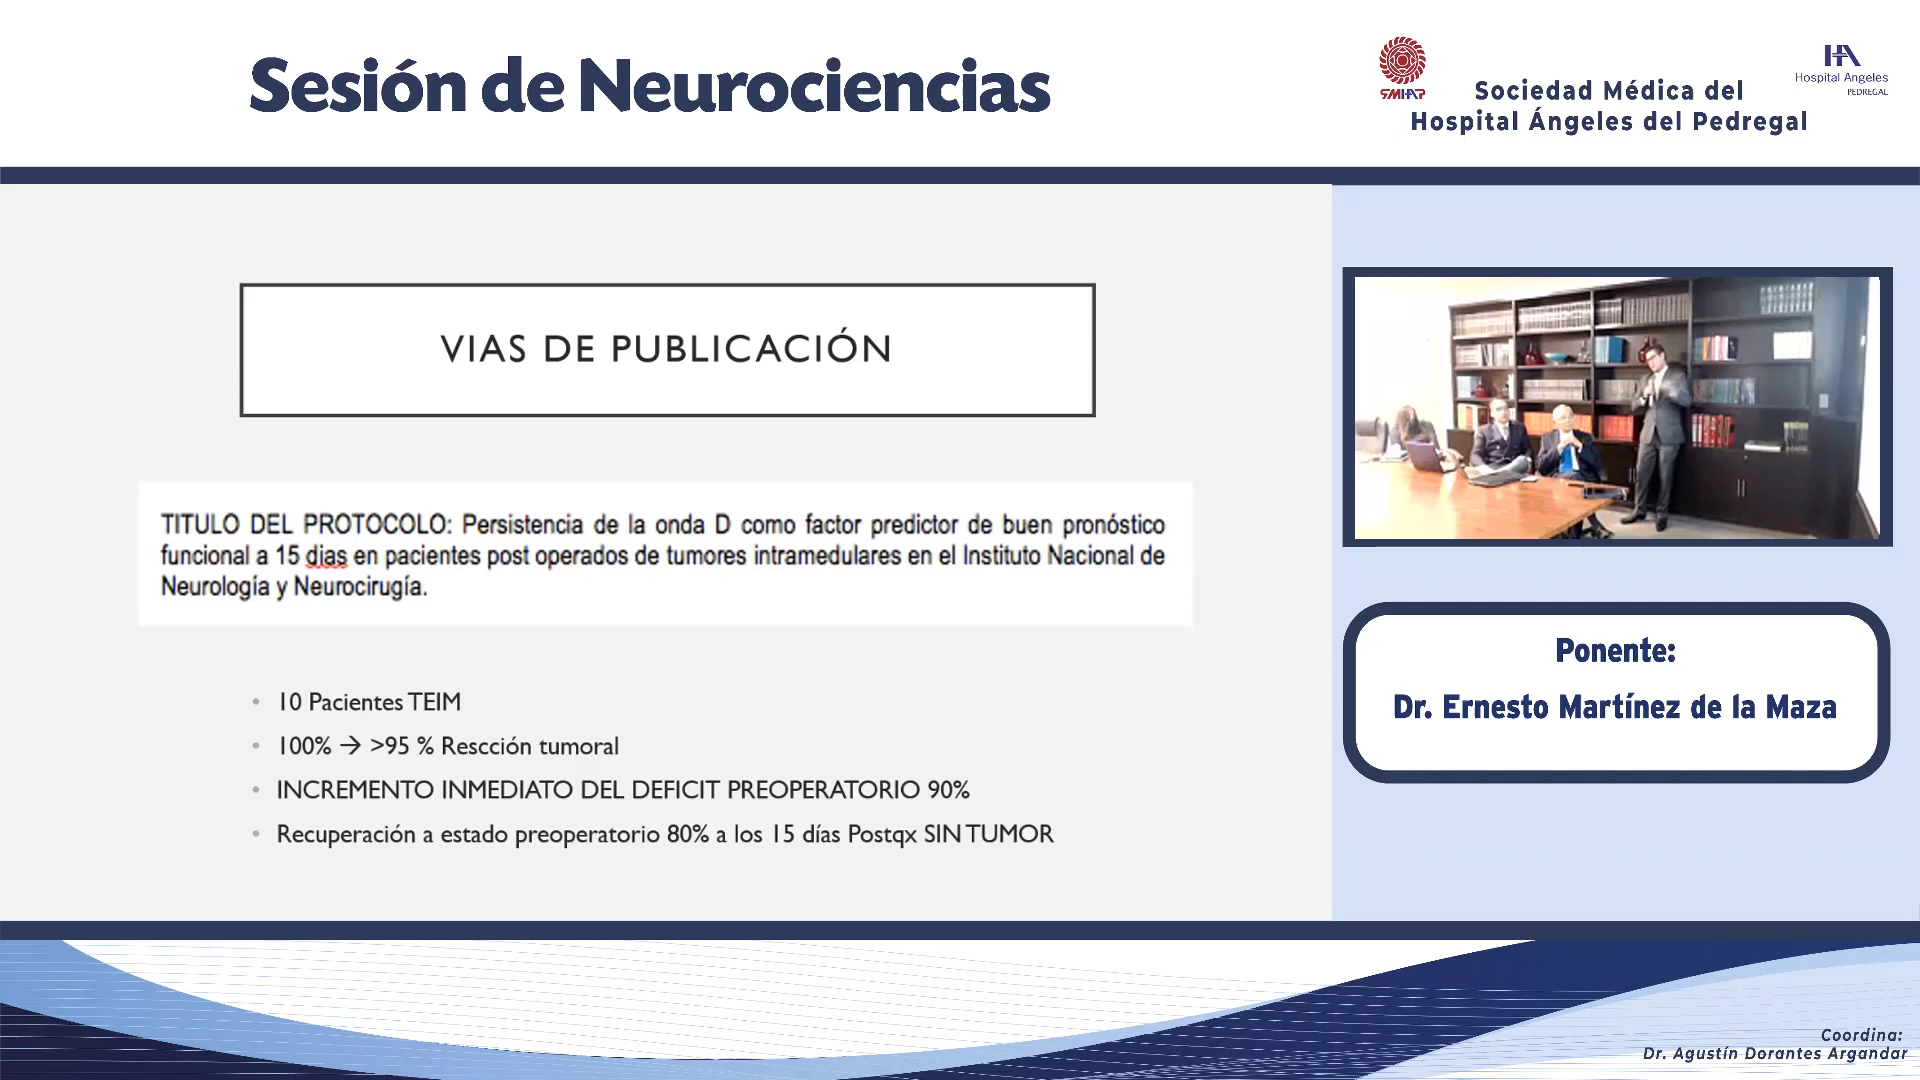 Sesión de Neurociencias
SMHAP
Sociedad Médica del
Hospital Ángeles del Pedregal
HA
Hospital Angeles
PEDREGAL
VIAS DE PUBLICACIÓN
TITULO DEL PROTOCOLO: Persistencia de la onda D como factor predictor de buen pronóstico
funcional a 15 dias en pacientes post operados de tumores intramedulares en el Instituto Nacional de
Neurología y Neurocirugía.
• 10 Pacientes TEIM
• 100% → >95 % Rescción tumoral
• INCREMENTO INMEDIATO DEL DEFICIT PREOPERATORIO 90%
• Recuperación a estado preoperatorio 80% a los 15 días Postqx SIN TUMOR
Ponente:
Dr. Ernesto Martínez de la Maza
Coordina:
Dr. Agustín Dorantes Argandar